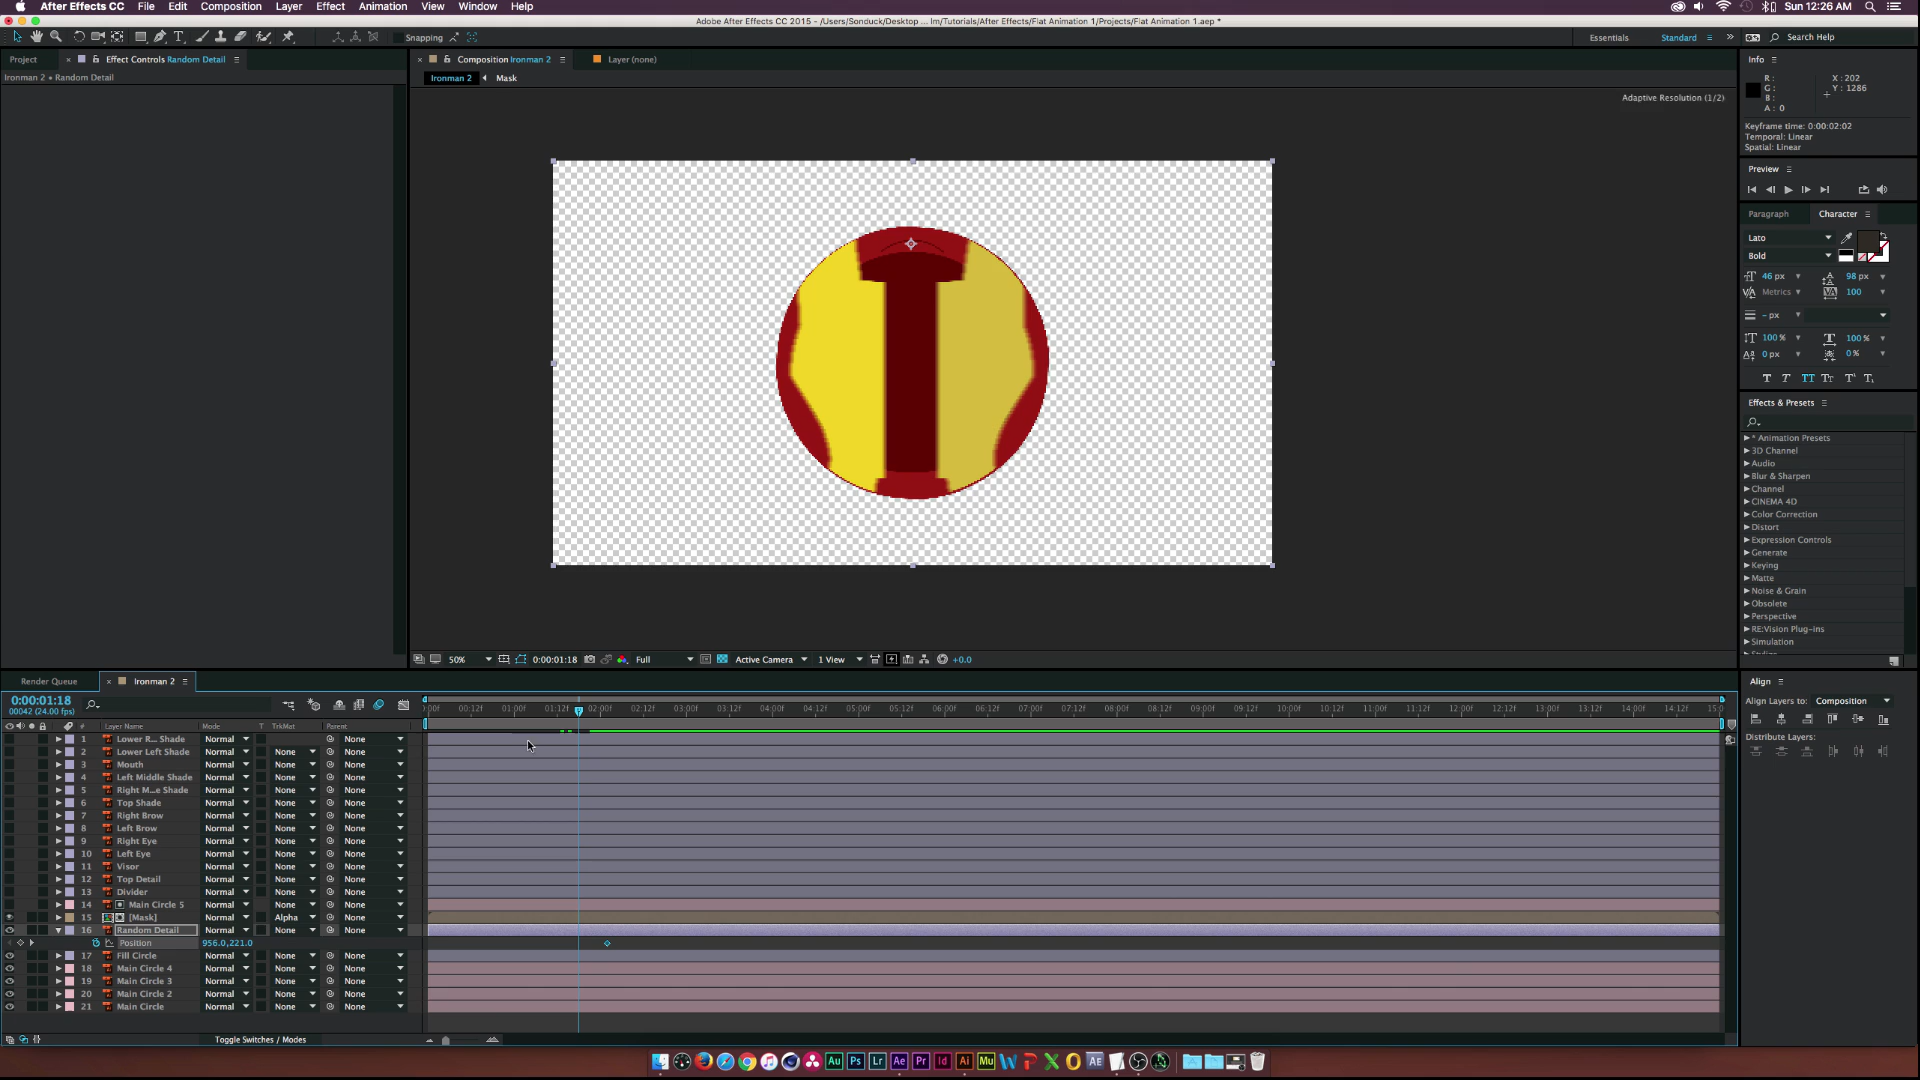 After Effects CC File Edit Composition Layer Effect Animation View Window Help Sun 12:26 AM
Adobe After Effects CC 2015 - /Users/Sonduck/Desktop ... lm/Tutorials/After Effects/Flat Animation 1/Projects/Flat Animation 1.aep *
Snapping Essentials Standard Search Help
Project Effect Controls Random Detail Composition Ironman 2 Layer (none) Info
Ironman 2 • Random Detail Ironman 2 Mask
Adaptive Resolution (1/2)
R : X : 202
G : Y : 1286
B :
A : 0
Keyframe time: 0:00:02:02
Temporal: Linear
Spatial: Linear
Preview
Paragraph Character
Lato
Bold
46 px 98 px
Metrics 100
- px
100 % 100 %
0 px 0 %
Effects & Presets
* Animation Presets
3D Channel
Audio
Blur & Sharpen
Channel
CINEMA 4D
Color Correction
Distort
Expression Controls
Generate
Keying
Matte
Noise & Grain
Obsolete
Perspective
RE:Vision Plug-ins
Simulation
50% 0:00:01:18 Full Active Camera 1 View +0.0
Render Queue Ironman 2 Align
0:00:01:18
00042 (24.00 fps)
:00f 00:12f 01:00f 01:12f 02:00f 02:12f 03:00f 03:12f 04:00f 04:12f 05:00f 05:12f 06:00f 06:12f 07:00f 07:12f 08:00f 08:12f 09:00f 09:12f 10:00f 10:12f 11:00f 11:12f 12:00f 12:12f 13:00f 13:12f 14:00f 14:12f 15:0
Align Layers to: Composition
Distribute Layers:
# Layer Name Mode T TrkMat Parent
1 Lower R... Shade Normal None
2 Lower Left Shade Normal None None
3 Mouth Normal None None
4 Left Middle Shade Normal None None
5 Right M...e Shade Normal None None
6 Top Shade Normal None None
7 Right Brow Normal None None
8 Left Brow Normal None None
9 Right Eye Normal None None
10 Left Eye Normal None None
11 Visor Normal None None
12 Top Detail Normal None None
13 Divider Normal None None
14 Main Circle 5 Normal None None
15 [Mask] Normal Alpha None
16 Random Detail Normal None None
Position 956.0,221.0
17 Fill Circle Normal None None
18 Main Circle 4 Normal None None
19 Main Circle 3 Normal None None
20 Main Circle 2 Normal None None
21 Main Circle Normal None None
Toggle Switches / Modes
Au Ps Lr Ae Pr Id Ai Mu AE